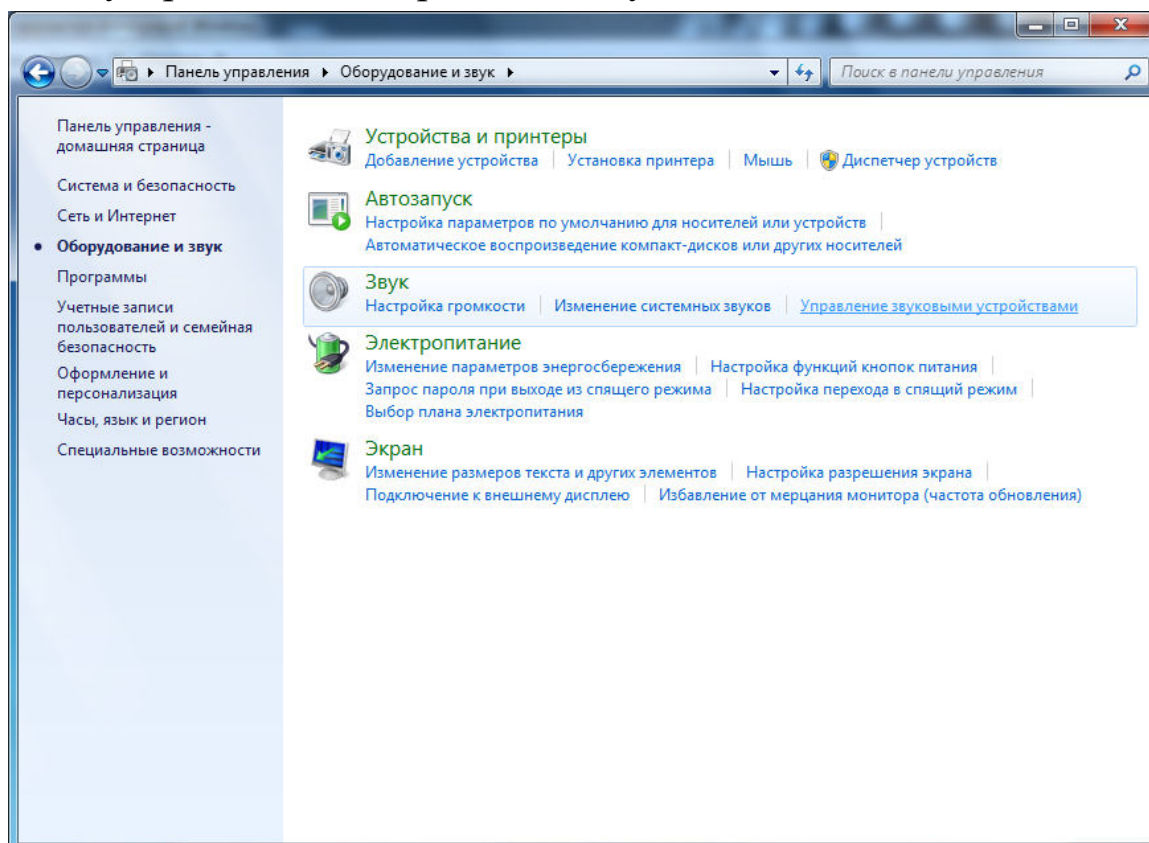 Панель управления ▸ Оборудование и звук ▸
Поиск в панели управления
Панель управления -
домашняя страница
Система и безопасность
Сеть и Интернет
• Оборудование и звук
Программы
Учетные записи
пользователей и семейная
безопасность
Оформление и
персонализация
Часы, язык и регион
Специальные возможности
Устройства и принтеры
Добавление устройства | Установка принтера | Мышь | Диспетчер устройств
Автозапуск
Настройка параметров по умолчанию для носителей или устройств |
Автоматическое воспроизведение компакт-дисков или других носителей
Звук
Настройка громкости | Изменение системных звуков | Управление звуковыми устройствами
Электропитание
Изменение параметров энергосбережения | Настройка функций кнопок питания |
Запрос пароля при выходе из спящего режима | Настройка перехода в спящий режим |
Выбор плана электропитания
Экран
Изменение размеров текста и других элементов | Настройка разрешения экрана |
Подключение к внешнему дисплею | Избавление от мерцания монитора (частота обновления)